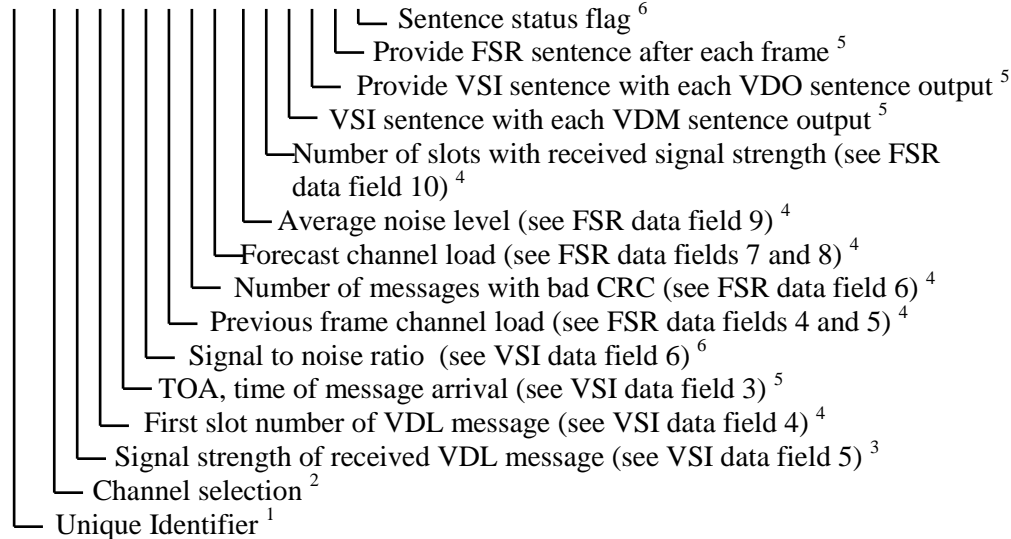 Sentence status flag 6
Provide FSR sentence after each frame 5
Provide VSI sentence with each VDO sentence output 5
VSI sentence with each VDM sentence output 5
Number of slots with received signal strength (see FSR
data field 10) 4
Average noise level (see FSR data field 9) 4
Forecast channel load (see FSR data fields 7 and 8) 4
Number of messages with bad CRC (see FSR data field 6) 4
Previous frame channel load (see FSR data fields 4 and 5) 4
Signal to noise ratio (see VSI data field 6) 6
TOA, time of message arrival (see VSI data field 3) 5
First slot number of VDL message (see VSI data field 4) 4
Signal strength of received VDL message (see VSI data field 5) 3
Channel selection 2
Unique Identifier 1